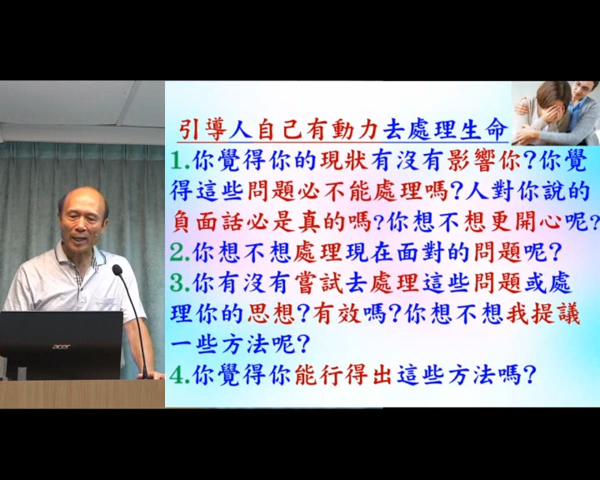 引導人自己有動力去處理生命
1.你覺得你的現狀有沒有影響你?你覺
得這些問題必不能處理嗎?人對你說的
負面話必是真的嗎?你想不想更開心呢?
2.你想不想處理現在面對的問題呢?
3.你有沒有嘗試去處理這些問題或處
理你的思想?有效嗎?你想不想我提議
一些方法呢?
4.你覺得你能行得出這些方法嗎?
acer